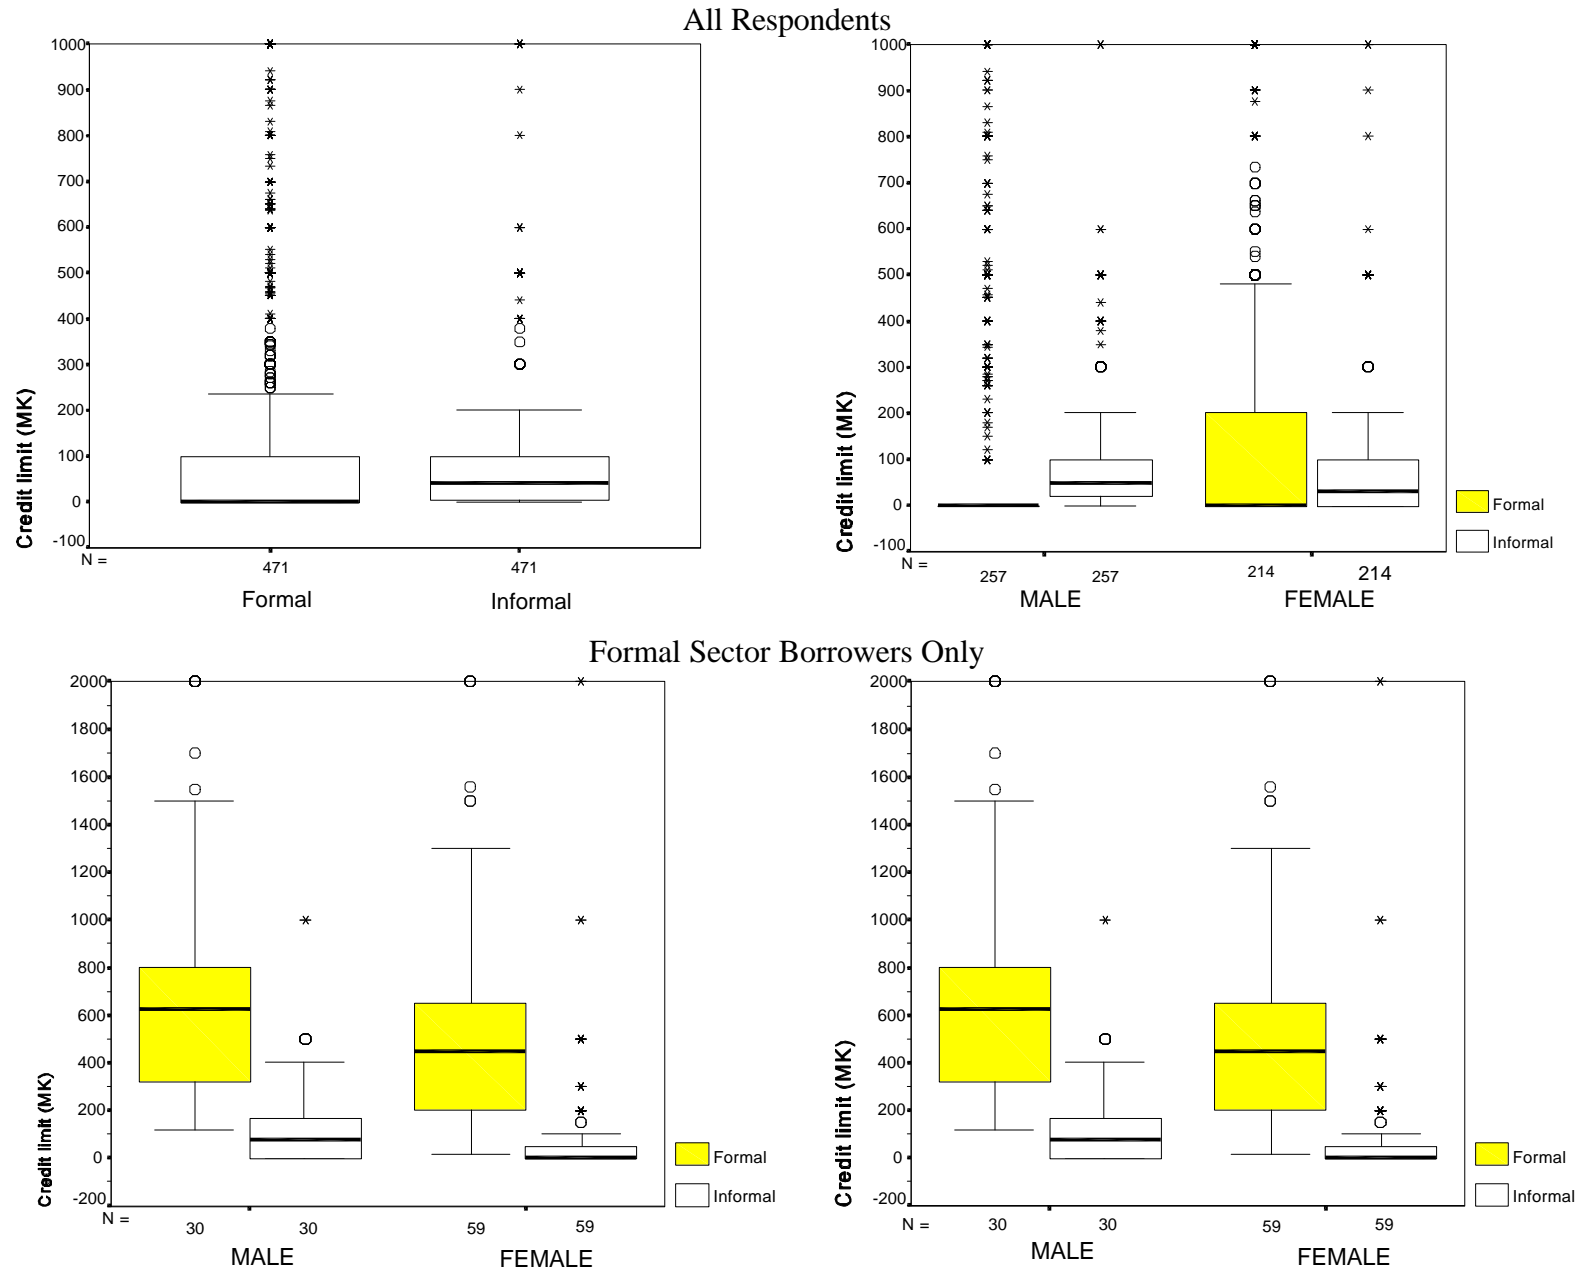 All Respondents
1000
900
800
700
600
500
400
300
200
100
0
-100
Credit limit (MK)
N =
471
471
Formal
Informal
1000
900
800
700
600
500
400
300
200
100
0
-100
Credit limit (MK)
N =
257
257
214
214
MALE
FEMALE
Formal
Informal
Formal Sector Borrowers Only
2000
1800
1600
1400
1200
1000
800
600
400
200
0
-200
Credit limit (MK)
N =
30
30
59
59
MALE
FEMALE
Formal
Informal
2000
1800
1600
1400
1200
1000
800
600
400
200
0
-200
Credit limit (MK)
N =
30
30
59
59
MALE
FEMALE
Formal
Informal